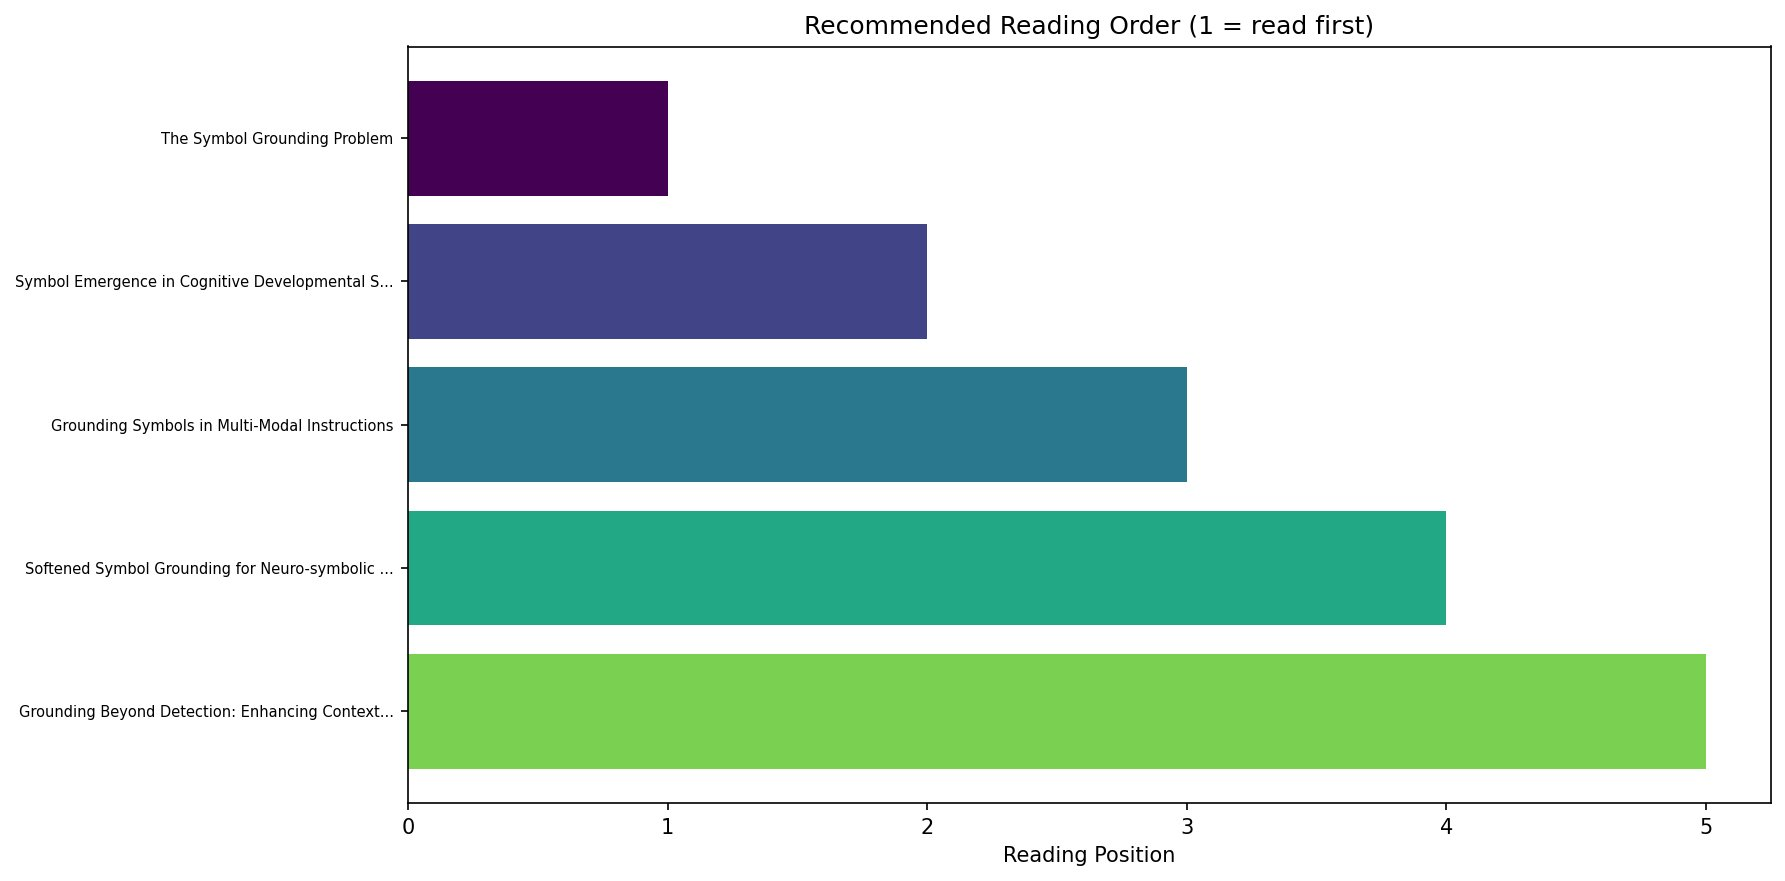 Recommended Reading Order (1 = read first)
The Symbol Grounding Problem
Symbol Emergence in Cognitive Developmental S...
Grounding Symbols in Multi-Modal Instructions
Softened Symbol Grounding for Neuro-symbolic ...
Grounding Beyond Detection: Enhancing Context...
0 1 2 3 4 5
Reading Position